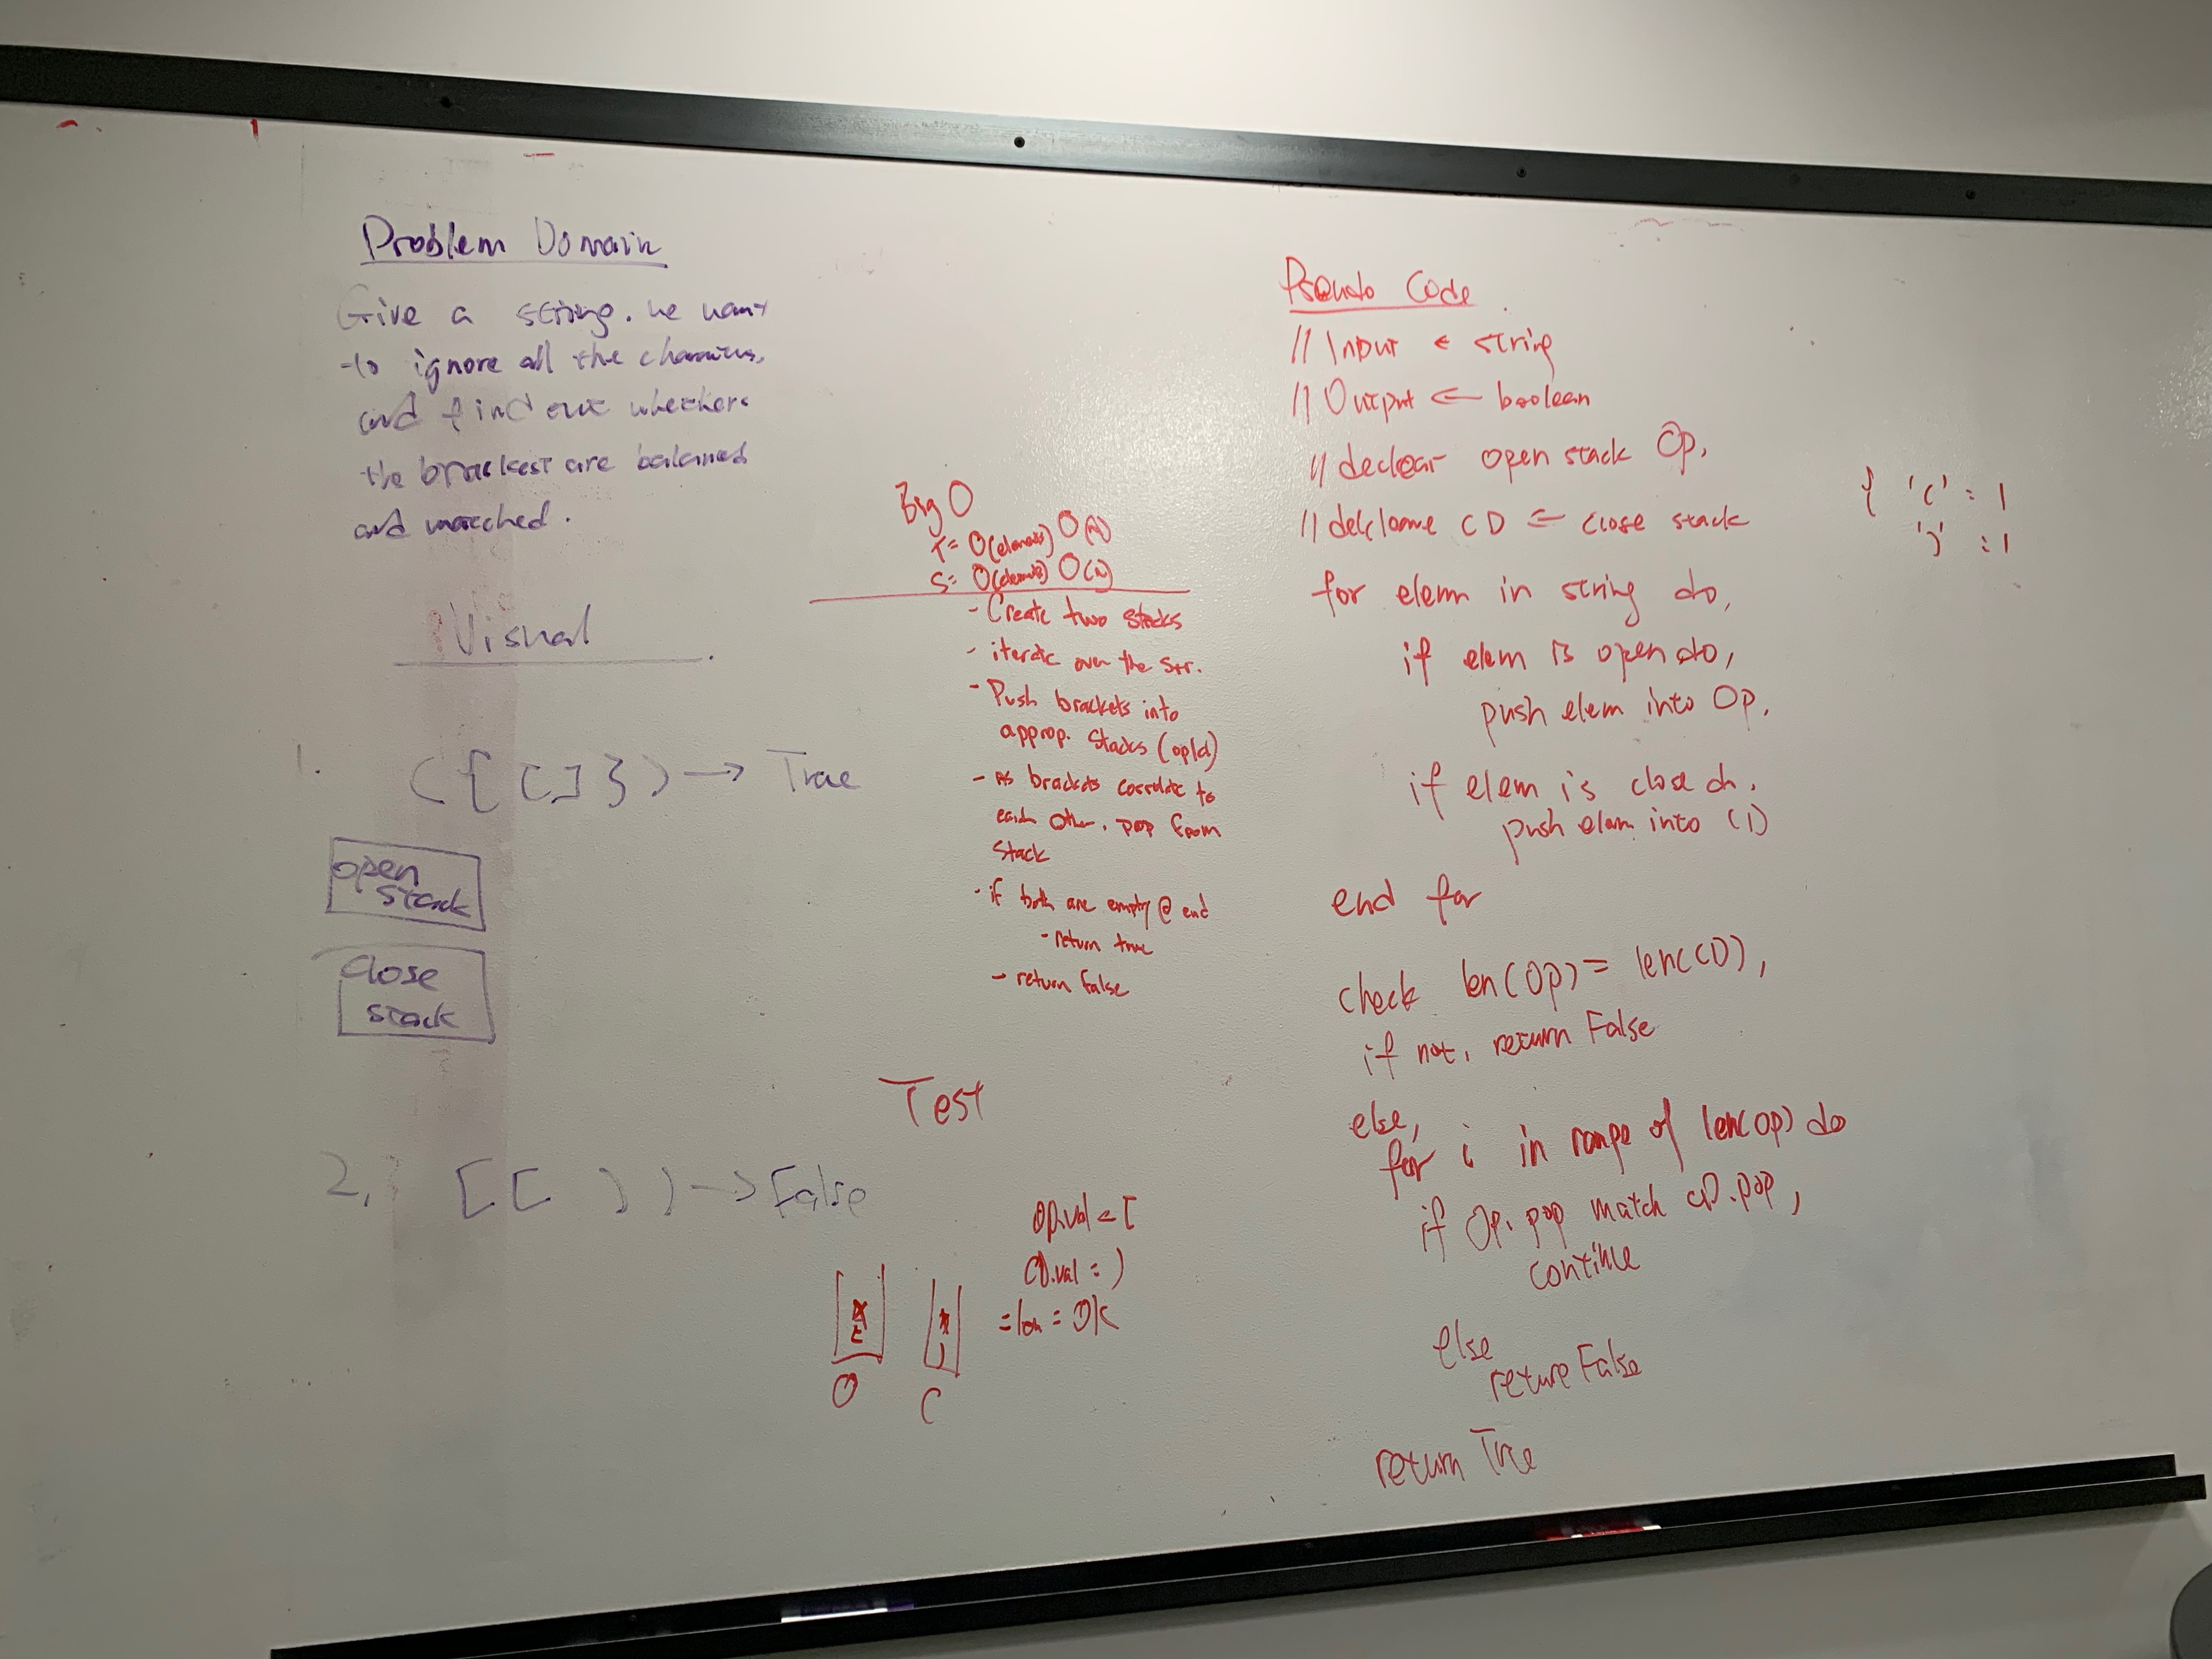 Problem Domain
Give a string. we want
to ignore all the
and find out whether
the brackest are balanced
and matched.
Visual
1. ( { [ ] } ) → True
open
stack
Close
stack
2. [ [ ) ) → False
Big O
T = O(elements) O(n)
S = O(elements) O(n)
- Create two stacks
- iterate over the str.
- Push brackets into
approp. stacks (op/cl)
- As brackets correlate to
each other, pop from
stack
- if both are empty @ end
- return true
- return false
Test
op.val = [
Cl.val = )
= len = OK
O C
Pseudo Code
// Input ← string
// Output ← boolean
// declear open stack Op,
// CD ← close stack
for elem in string do,
if elem is open do,
push elem into Op,
if elem is close do,
push elem into CD
end for
check len(Op) = len(CD),
if not, return False
else,
for i in range of len(op) do
if Op.pop match CD.pop,
continue
else
return False
return True
{ '(' : 1
')' : 1